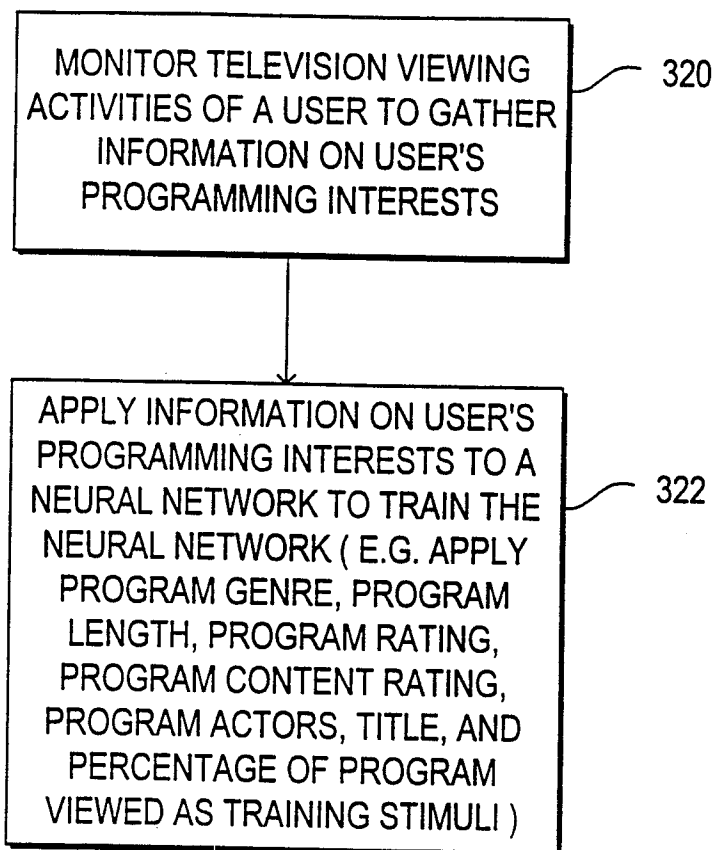 MONITOR TELEVISION VIEWING
ACTIVITIES OF A USER TO GATHER
INFORMATION ON USER'S
PROGRAMMING INTERESTS
320
APPLY INFORMATION ON USER'S
PROGRAMMING INTERESTS TO A
NEURAL NETWORK TO TRAIN THE
NEURAL NETWORK ( E.G. APPLY
PROGRAM GENRE, PROGRAM
LENGTH, PROGRAM RATING,
PROGRAM CONTENT RATING,
PROGRAM ACTORS, TITLE, AND
PERCENTAGE OF PROGRAM
VIEWED AS TRAINING STIMULI )
322